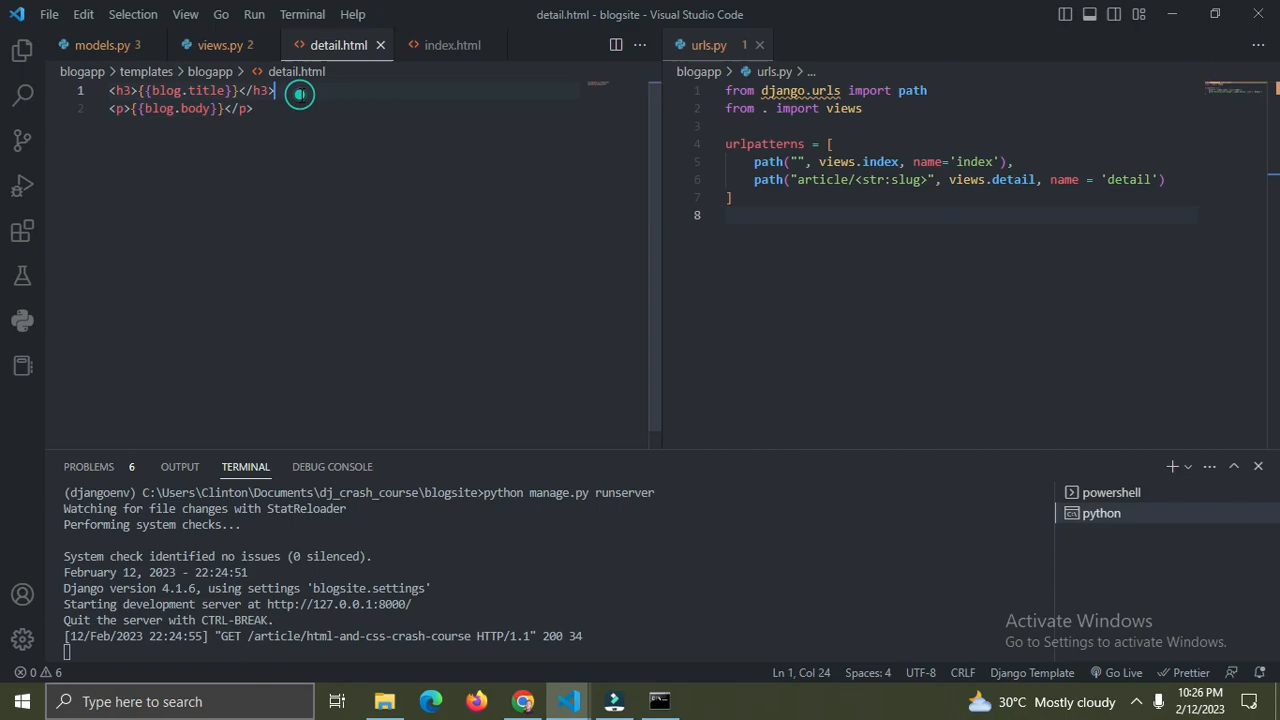 File Edit Selection View Go Run Terminal Help detail.html - blogsite - Visual Studio Code
models.py 3 views.py 2 detail.html index.html urls.py 1
blogapp > templates > blogapp > detail.html
blogapp > urls.py > ...
1 <h3>{{blog.title}}</h3>
2 <p>{{blog.body}}</p>
1 from django.urls import path
2 from . import views
3
4 urlpatterns = [
5 path("", views.index, name='index'),
6 path("article/<str:slug>", views.detail, name = 'detail')
7 ]
8
PROBLEMS 6 OUTPUT TERMINAL DEBUG CONSOLE
(djangoenv) C:\Users\Clinton\Documents\dj_crash_course\blogsite>python manage.py runserver
Watching for file changes with StatReloader
Performing system checks...
System check identified no issues (0 silenced).
February 12, 2023 - 22:24:51
Django version 4.1.6, using settings 'blogsite.settings'
Starting development server at http://127.0.0.1:8000/
Quit the server with CTRL-BREAK.
[12/Feb/2023 22:24:55] "GET /article/html-and-css-crash-course HTTP/1.1" 200 34
powershell
python
Activate Windows
Go to Settings to activate Windows.
0 6 Ln 1, Col 24 Spaces: 4 UTF-8 CRLF Django Template Go Live Prettier
Type here to search
30°C Mostly cloudy
10:26 PM
2/12/2023